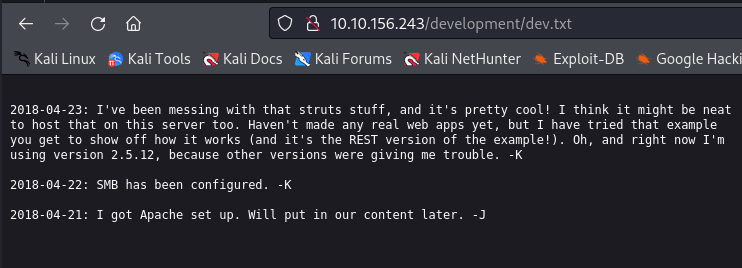 10.10.156.243/development/dev.txt
Kali Linux Kali Tools Kali Docs Kali Forums Kali NetHunter Exploit-DB Google Hacki
2018-04-23: I've been messing with that struts stuff, and it's pretty cool! I think it might be neat
to host that on this server too. Haven't made any real web apps yet, but I have tried that example
you get to show off how it works (and it's the REST version of the example!). Oh, and right now I'm
using version 2.5.12, because other versions were giving me trouble. -K
2018-04-22: SMB has been configured. -K
2018-04-21: I got Apache set up. Will put in our content later. -J